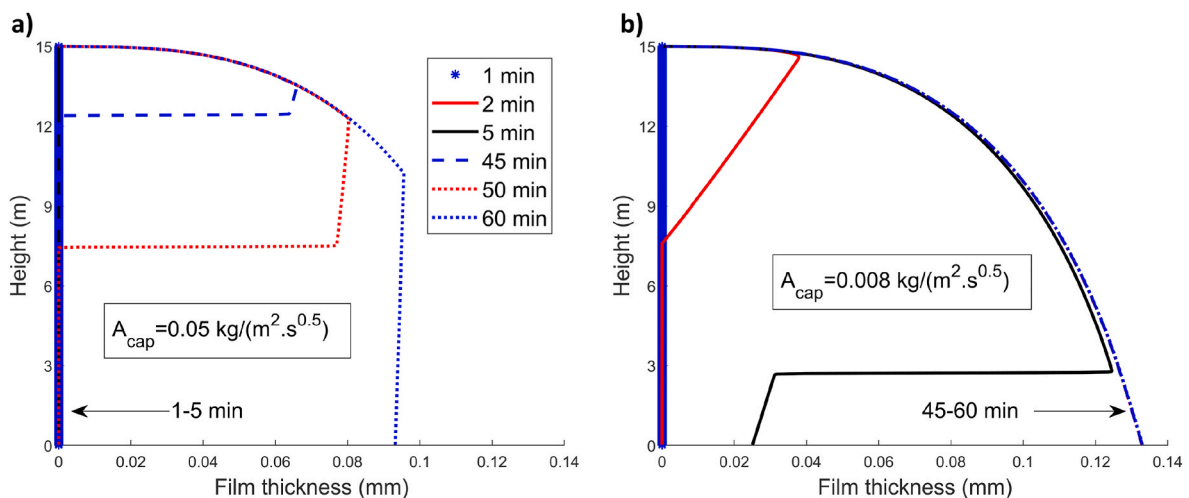 a)
15
12
9
6
3
0
Height (m)
0
0.02
0.04
0.06
0.08
0.1
0.12
0.14
Film thickness (mm)
1 min
2 min
5 min
45 min
50 min
60 min
A_cap=0.05 kg/(m².s^0.5)
1-5 min
b)
15
12
9
6
3
0
Height (m)
0
0.02
0.04
0.06
0.08
0.1
0.12
0.14
Film thickness (mm)
A_cap=0.008 kg/(m².s^0.5)
45-60 min